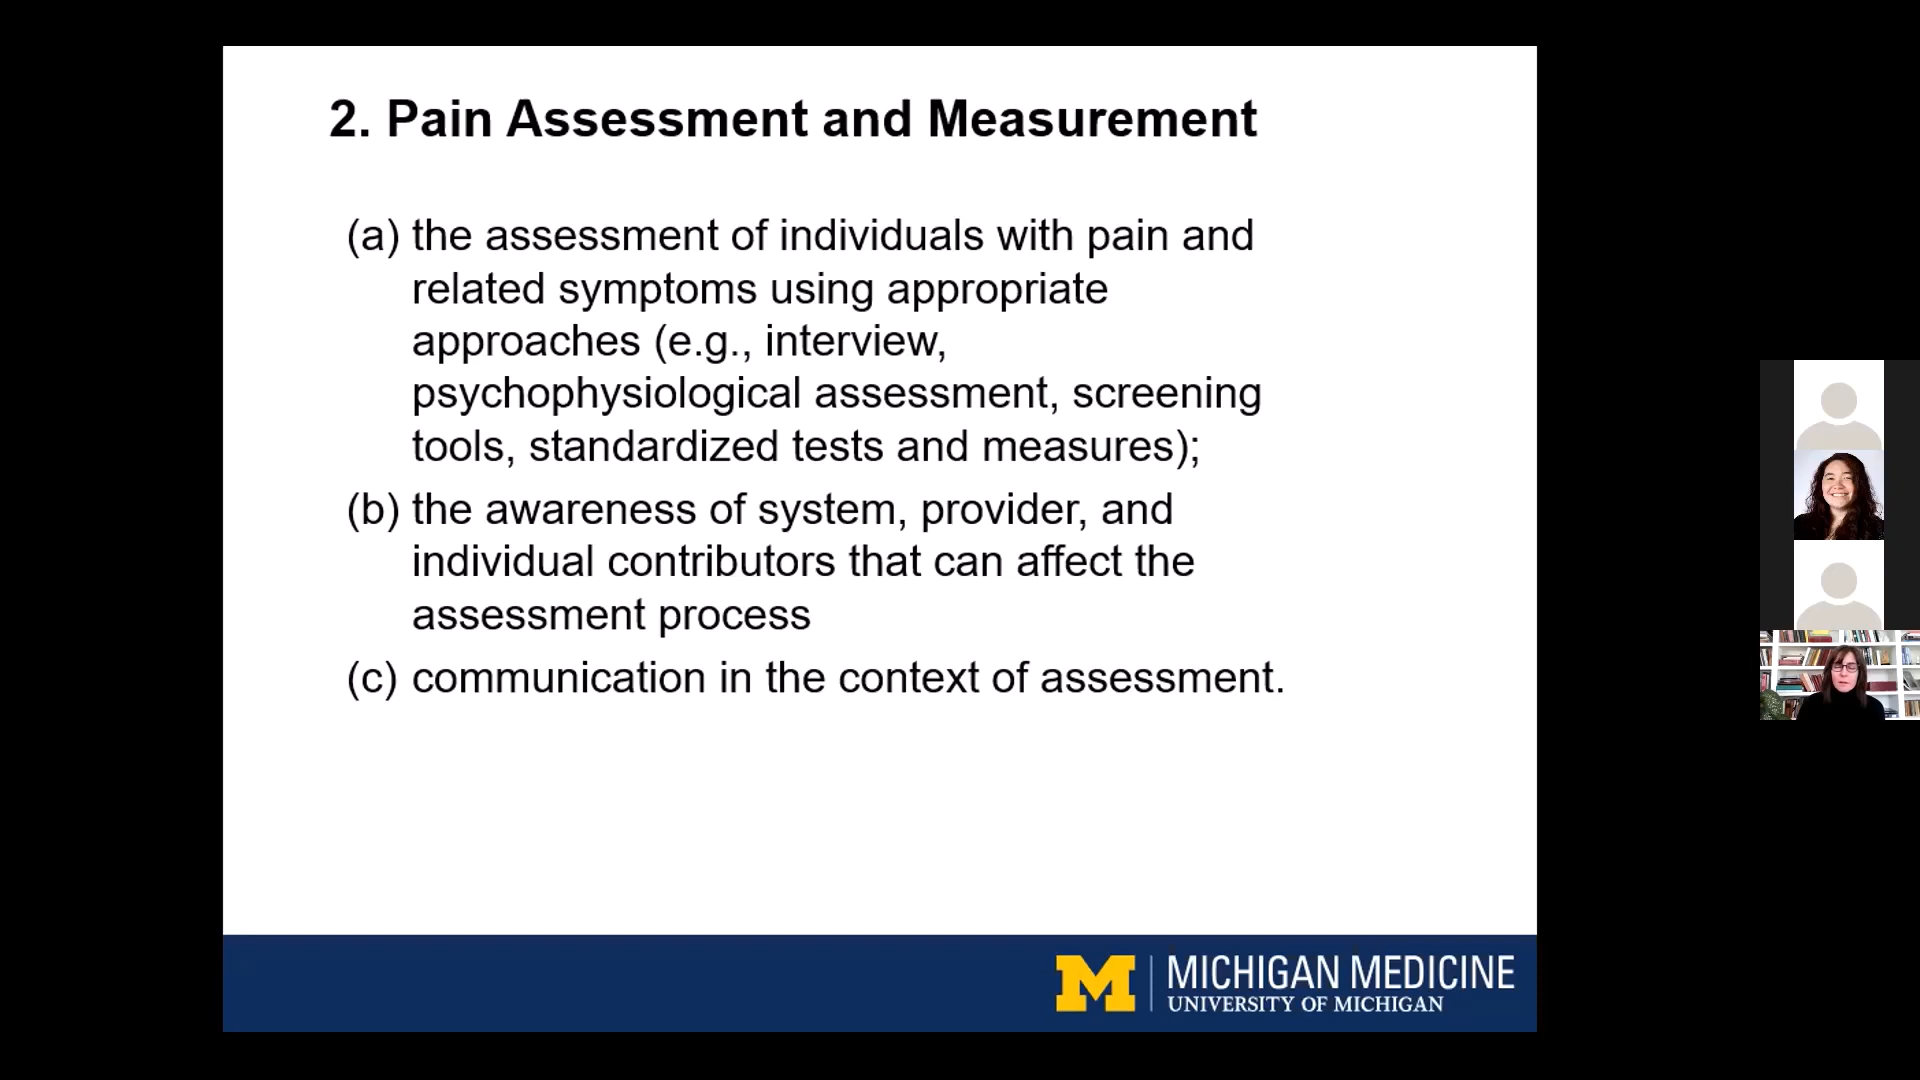 2. Pain Assessment and Measurement
(a) the assessment of individuals with pain and
related symptoms using appropriate
approaches (e.g., interview,
psychophysiological assessment, screening
tools, standardized tests and measures);
(b) the awareness of system, provider, and
individual contributors that can affect the
assessment process
(c) communication in the context of assessment.
M MICHIGAN MEDICINE
UNIVERSITY OF MICHIGAN